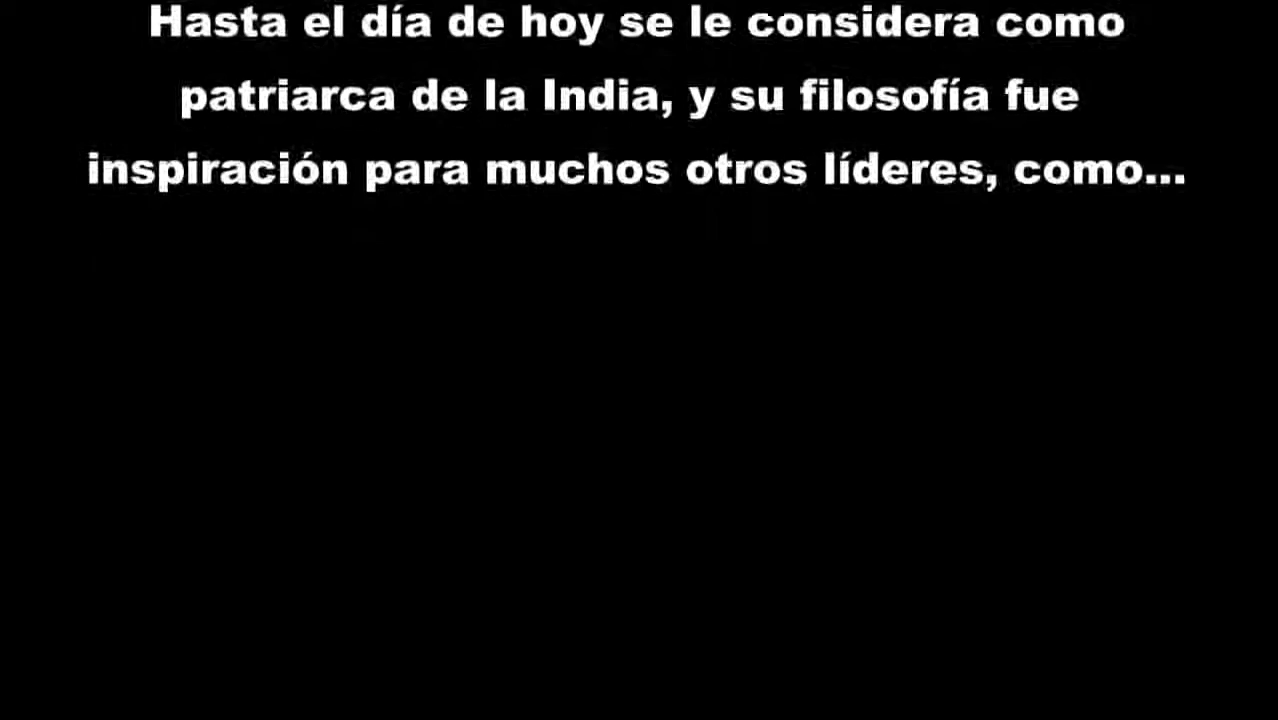 Hasta el día de hoy se le considera como
patriarca de la India, y su filosofía fue
inspiración para muchos otros líderes, como...